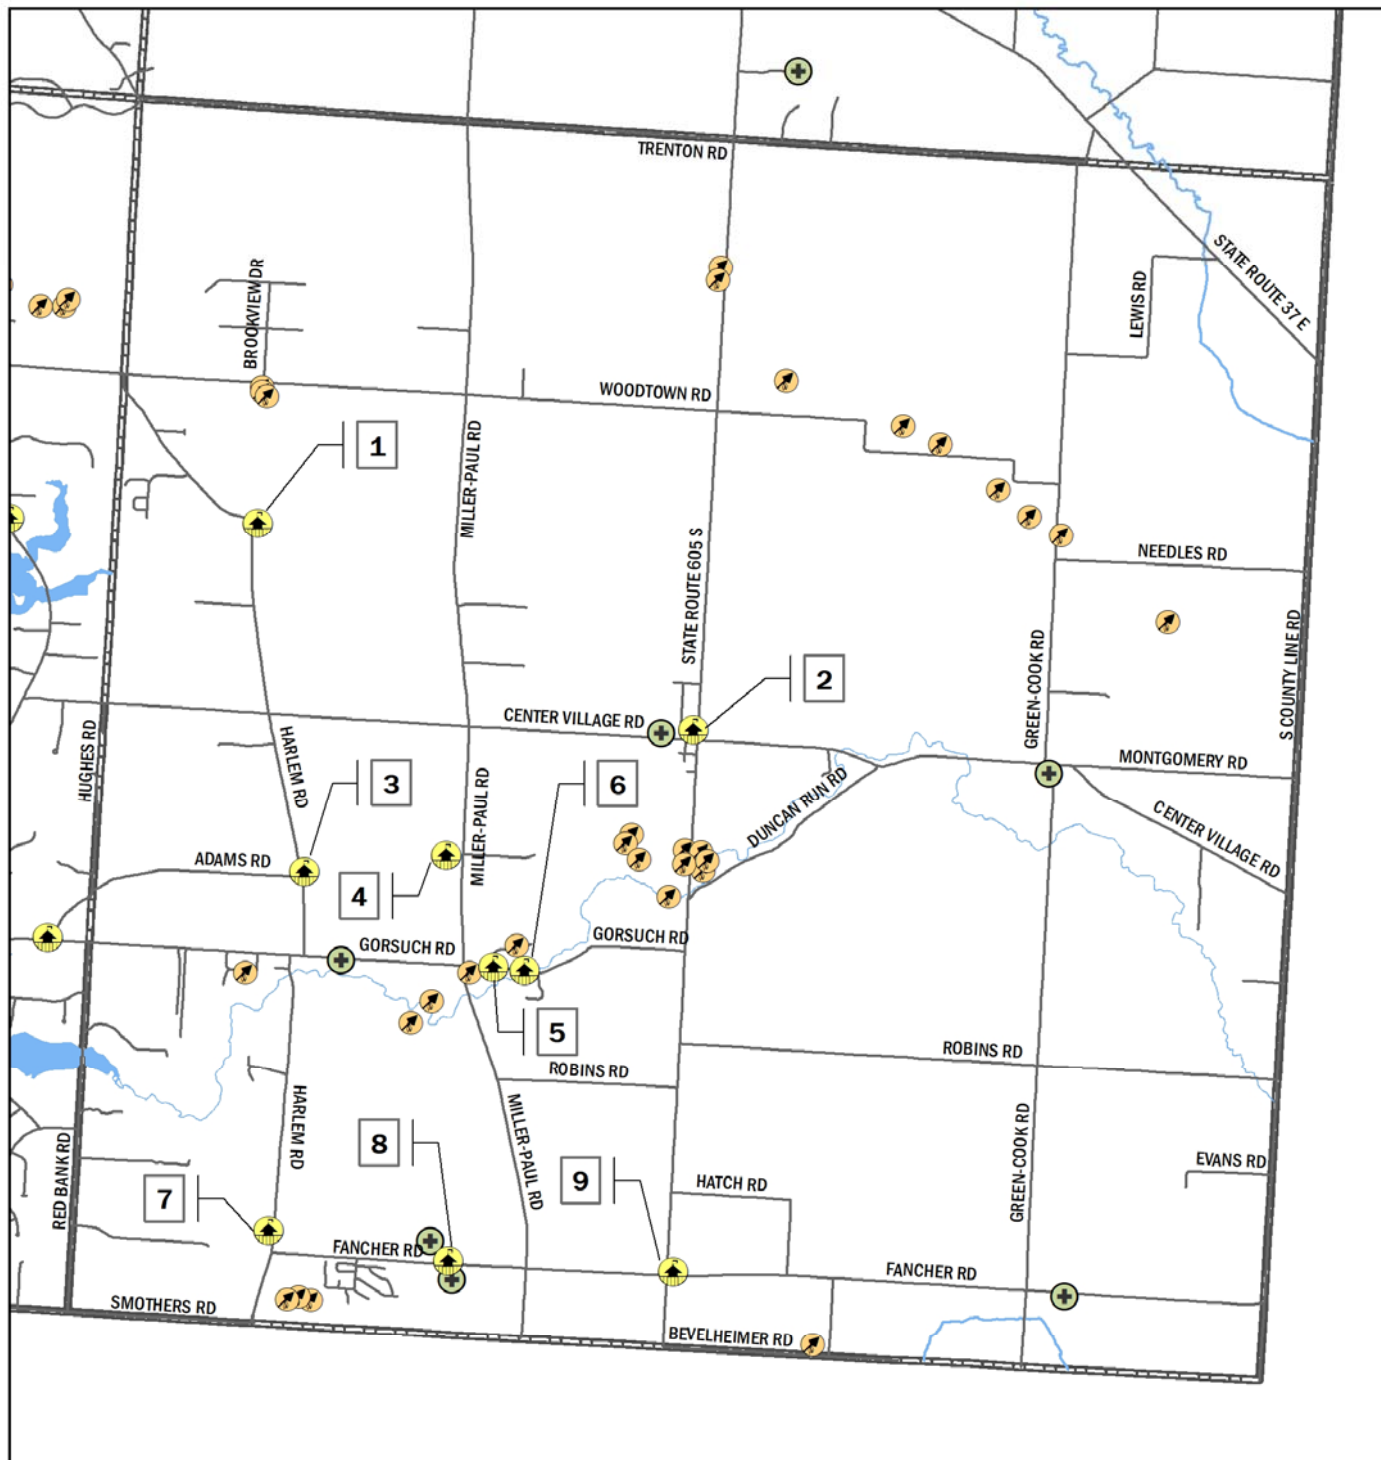 TRENTON RD
STATE ROUTE 37 E
LEWIS RD
BROOKVIEW DR
WOODTOWN RD
1
MILLER-PAUL RD
NEEDLES RD
STATE ROUTE 605 S
S COUNTY LINE RD
GREEN-COOK RD
2
CENTER VILLAGE RD
HUGHES RD
HARLEM RD
MONTGOMERY RD
3
6
MILLER-PAUL RD
DUNCAN RUN RD
CENTER VILLAGE RD
ADAMS RD
4
GORSUCH RD
GORSUCH RD
5
ROBINS RD
ROBINS RD
HARLEM RD
MILLER-PAUL RD
GREEN-COOK RD
RED BANK RD
8
EVANS RD
9
HATCH RD
7
FANCHER RD
FANCHER RD
SMOTHERS RD
BEVELHEIMER RD